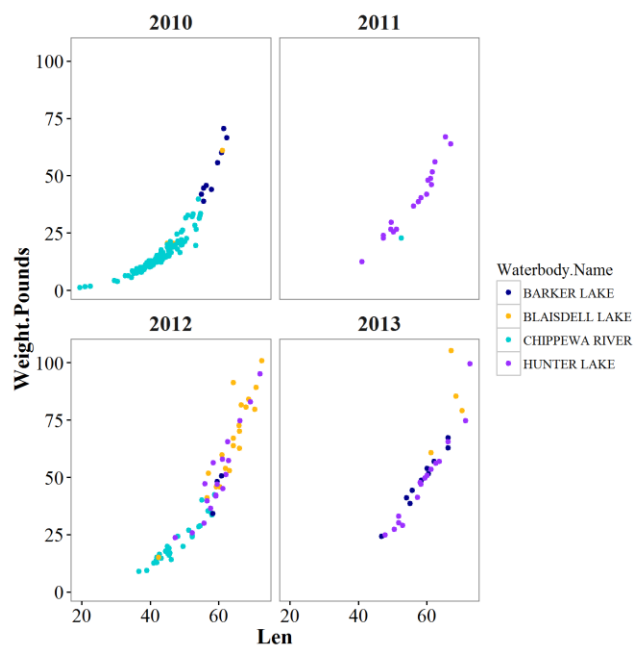 2010 2011
100
75
50
25
0
Weight.Pounds
Waterbody.Name
BARKER LAKE
BLAISDELL LAKE
CHIPPEWA RIVER
HUNTER LAKE
2012 2013
100
75
50
25
0
20 40 60 20 40 60
Len